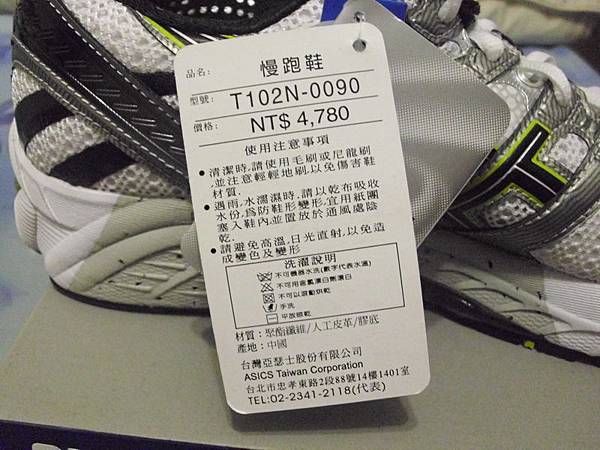 品名: 慢跑鞋
型號: T102N-0090
價格: NT$ 4,780
使用注意事項
• 清潔時,請使用毛刷或尼龍刷
,並注意輕輕地刷,以免傷害鞋
材質.
• 遇雨,水濡濕時,請以乾布吸收
水份,為防鞋形變形,宜用紙團
塞入鞋內,並置放於通風處陰
乾.
• 請避免高溫,日光直射,以免造
成變色及變形
洗濯說明
不可機器水洗(數字代表水溫)
不可用含氯漂白劑漂白
不可以滾動烘乾
手洗
平放晾乾
材質: 聚酯纖維/人工皮革/膠底
產地: 中國
台灣亞瑟士股份有限公司
ASICS Taiwan Corporation
台北市忠孝東路2段88號14樓1401室
TEL:02-2341-2118(代表)